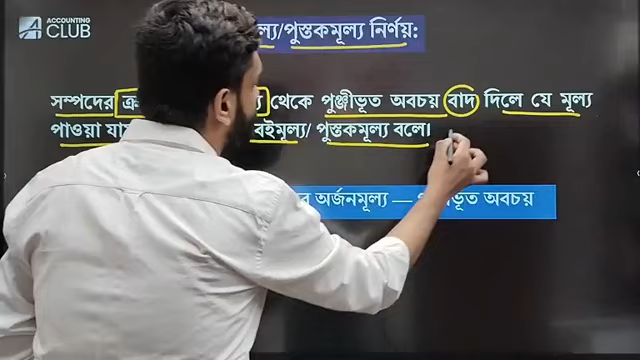 ACCOUNTING
CLUB
পুস্তকমূল্য নির্ণয়:
সম্পদের থেকে পুঞ্জীভূত অবচয় বাদ দিলে যে মূল্য
পাওয়া বইমূল্য/ পুস্তকমূল্য বলে।
অর্জনমূল্য — অবচয়